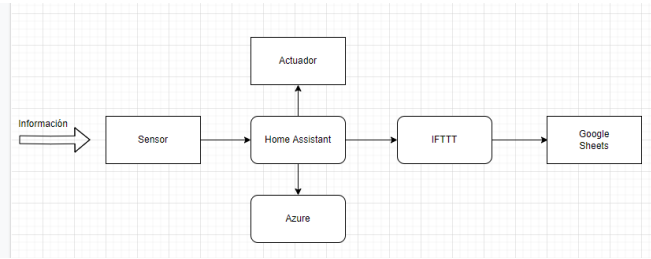 Actuador
Información
Sensor
Home Assistant
IFTTT
Google
Sheets
Azure